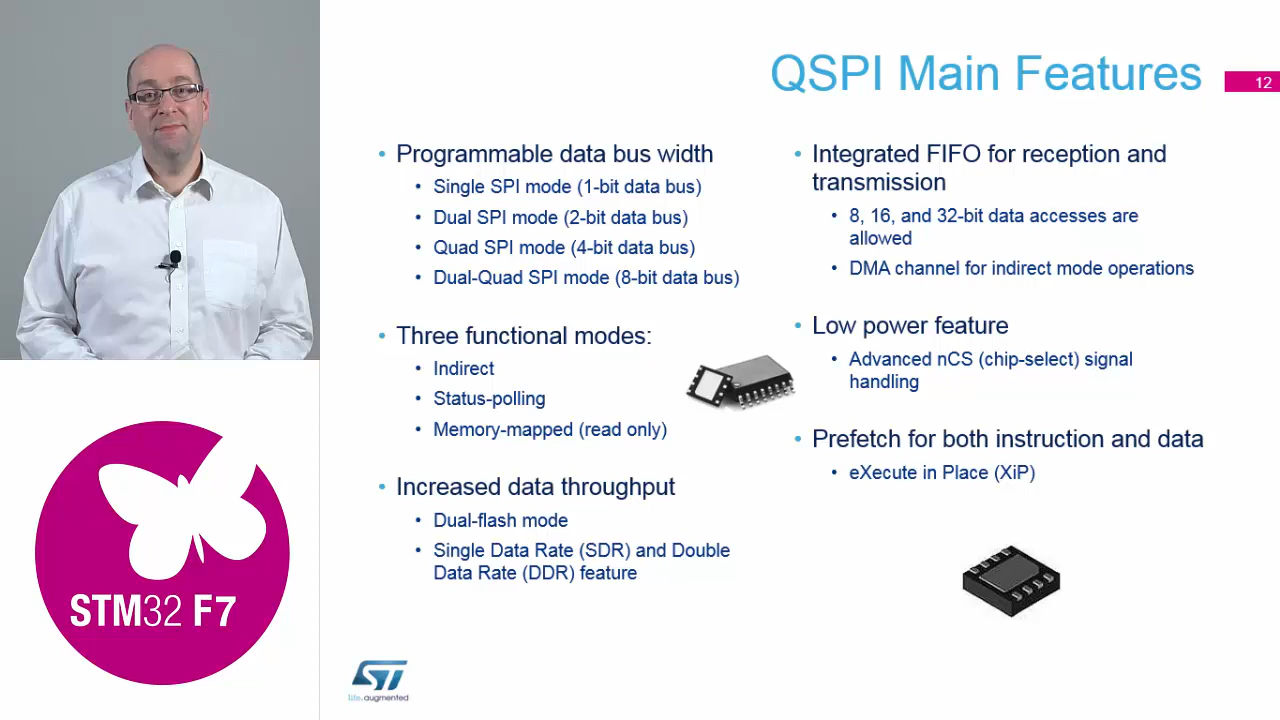 QSPI Main Features
12
• Programmable data bus width
• Single SPI mode (1-bit data bus)
• Dual SPI mode (2-bit data bus)
• Quad SPI mode (4-bit data bus)
• Dual-Quad SPI mode (8-bit data bus)
• Three functional modes:
• Indirect
• Status-polling
• Memory-mapped (read only)
• Increased data throughput
• Dual-flash mode
• Single Data Rate (SDR) and Double
Data Rate (DDR) feature
• Integrated FIFO for reception and
transmission
• 8, 16, and 32-bit data accesses are
allowed
• DMA channel for indirect mode operations
• Low power feature
• Advanced nCS (chip-select) signal
handling
• Prefetch for both instruction and data
• eXecute in Place (XiP)
STM32 F7
ST
life.augmented